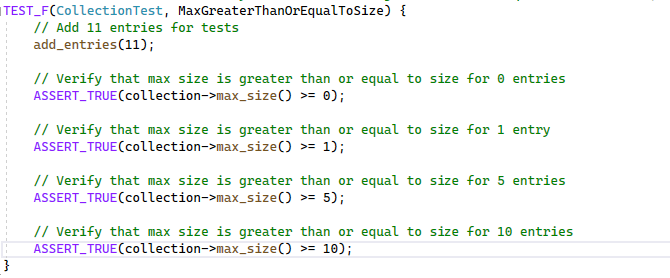 TEST_F(CollectionTest, MaxGreaterThanOrEqualToSize) {
// Add 11 entries for tests
add_entries(11);
// Verify that max size is greater than or equal to size for 0 entries
ASSERT_TRUE(collection->max_size() >= 0);
// Verify that max size is greater than or equal to size for 1 entry
ASSERT_TRUE(collection->max_size() >= 1);
// Verify that max size is greater than or equal to size for 5 entries
ASSERT_TRUE(collection->max_size() >= 5);
// Verify that max size is greater than or equal to size for 10 entries
ASSERT_TRUE(collection->max_size() >= 10);
}